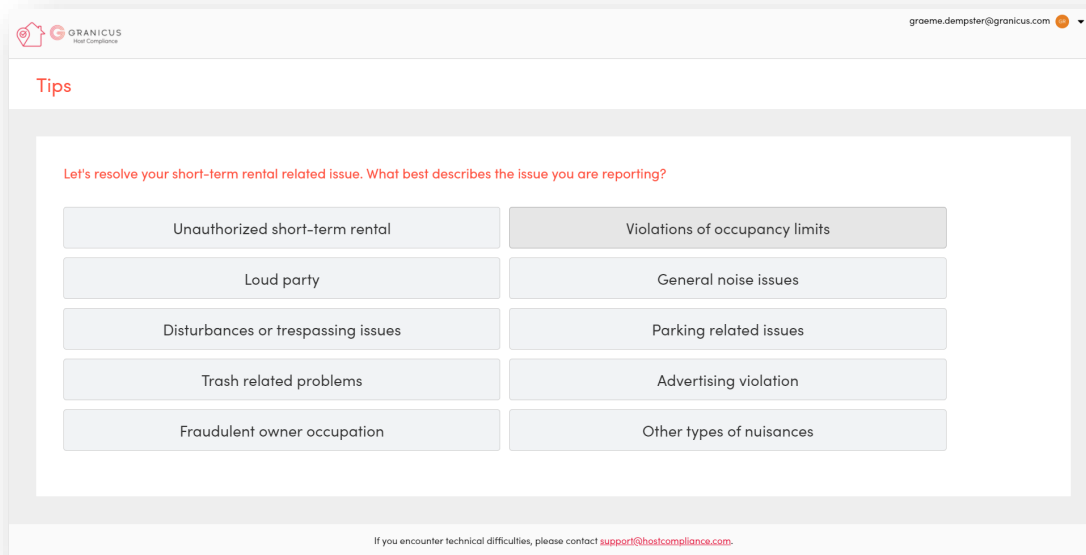 GRANICUS
Host Compliance
graeme.dempster@granicus.com
Tips
Let's resolve your short-term rental related issue. What best describes the issue you are reporting?
Unauthorized short-term rental
Violations of occupancy limits
Loud party
General noise issues
Disturbances or trespassing issues
Parking related issues
Trash related problems
Advertising violation
Fraudulent owner occupation
Other types of nuisances
If you encounter technical difficulties, please contact support@hostcompliance.com.